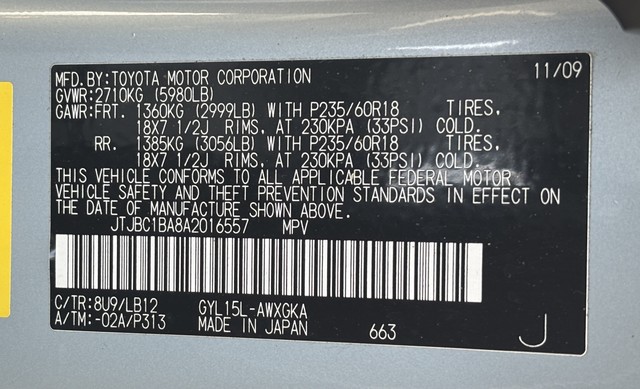 MFD.BY:TOYOTA MOTOR CORPORATION 11/09
GVWR:2710KG (5980LB)
GAWR:FRT. 1360KG (2999LB) WITH P235/60R18 TIRES,
18X7 1/2J RIMS, AT 230KPA (33PSI) COLD.
RR. 1385KG (3056LB) WITH P235/60R18 TIRES,
18X7 1/2J RIMS, AT 230KPA (33PSI) COLD.
THIS VEHICLE CONFORMS TO ALL APPLICABLE FEDERAL MOTOR
VEHICLE SAFETY AND THEFT PREVENTION STANDARDS IN EFFECT ON
THE DATE OF MANUFACTURE SHOWN ABOVE.
JTJBC1BA8A2016557 MPV
C/TR:8U9/LB12 GYL15L-AWXGKA
A/TM:-02A/P313 MADE IN JAPAN 663 J